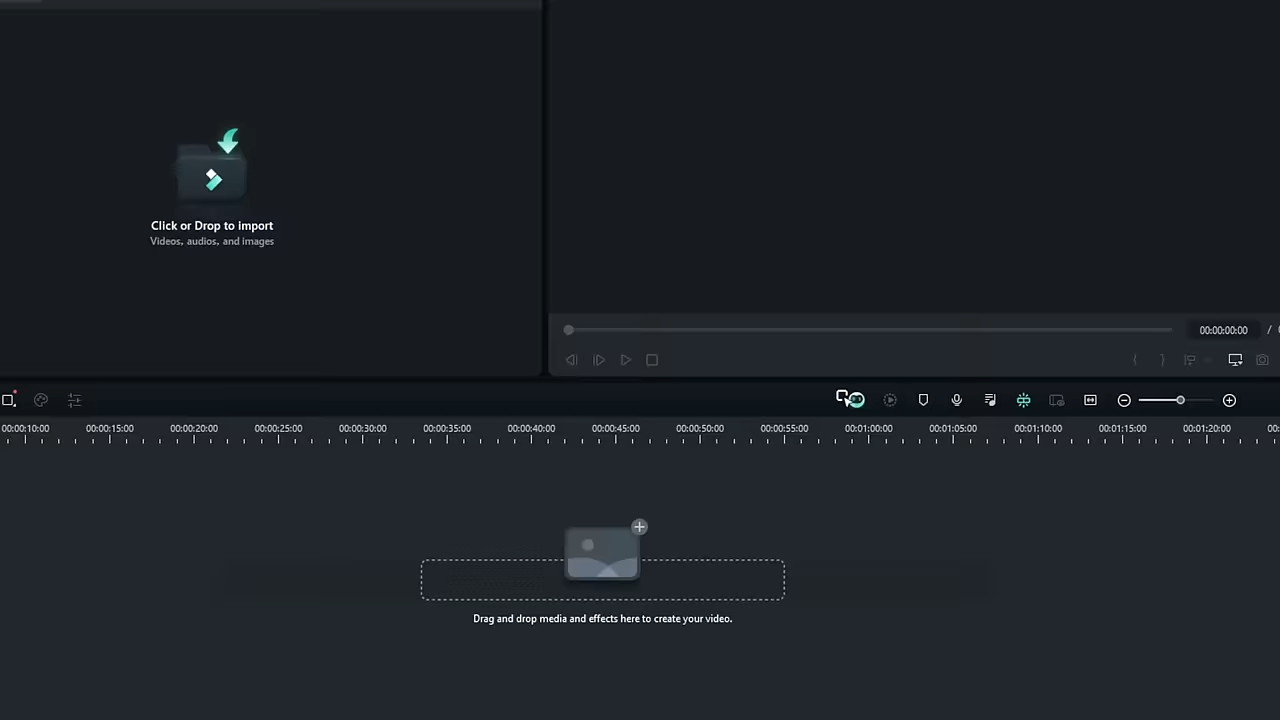 Click or Drop to import
Videos, audios, and images
00:00:00:00 /
00:00:10:00 00:00:15:00 00:00:20:00 00:00:25:00 00:00:30:00 00:00:35:00 00:00:40:00 00:00:45:00 00:00:50:00 00:00:55:00 00:01:00:00 00:01:05:00 00:01:10:00 00:01:15:00 00:01:20:00
Drag and drop media and effects here to create your video.